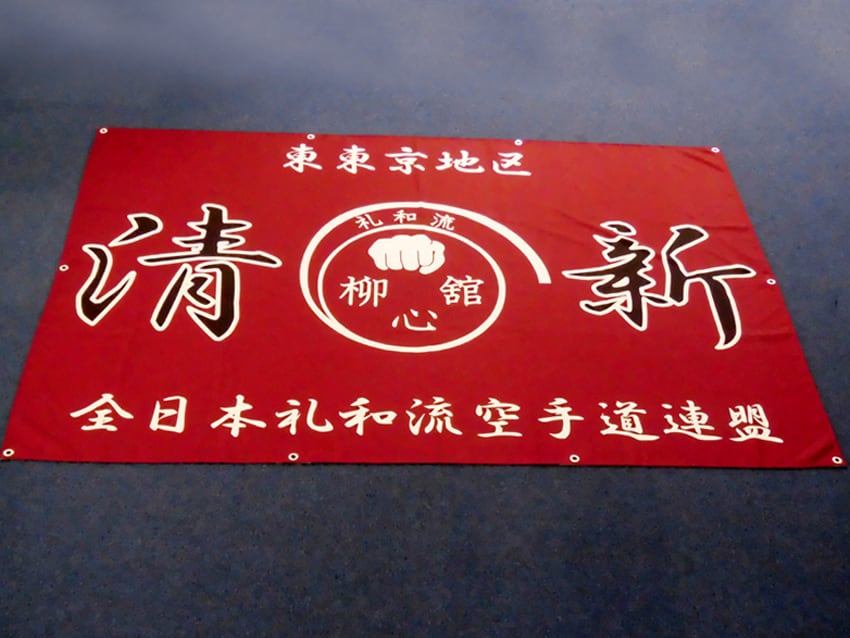 東東京地区
清新
礼和流
柳舘
心
全日本礼和流空手道連盟